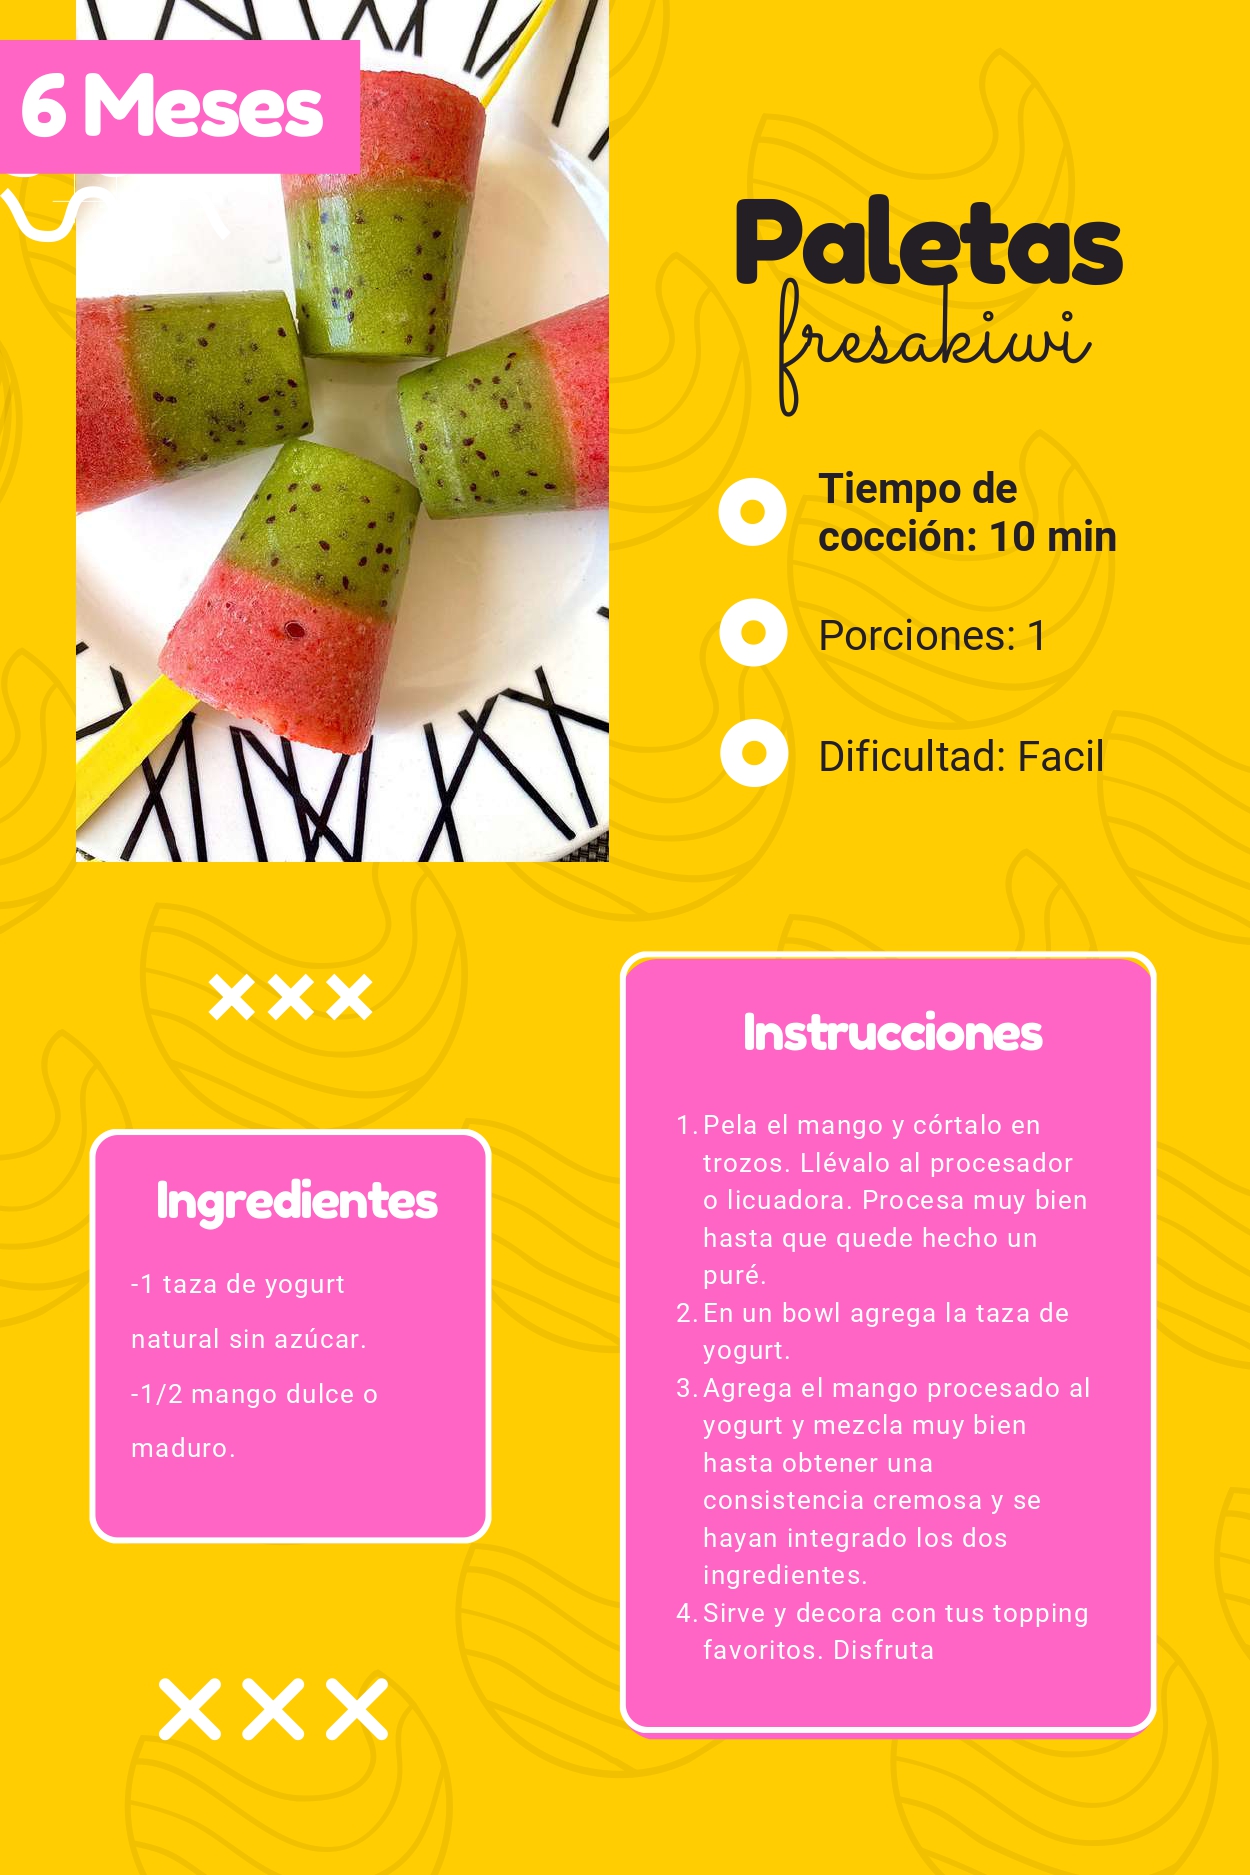 6 Meses
Paletas
fresakiwi
Tiempo de
cocción: 10 min
Porciones: 1
Dificultad: Facil
Ingredientes
-1 taza de yogurt
natural sin azúcar.
-1/2 mango dulce o
maduro.
Instrucciones
1. Pela el mango y córtalo en
trozos. Llévalo al procesador
o licuadora. Procesa muy bien
hasta que quede hecho un
puré.
2. En un bowl agrega la taza de
yogurt.
3. Agrega el mango procesado al
yogurt y mezcla muy bien
hasta obtener una
consistencia cremosa y se
hayan integrado los dos
ingredientes.
4. Sirve y decora con tus topping
favoritos. Disfruta